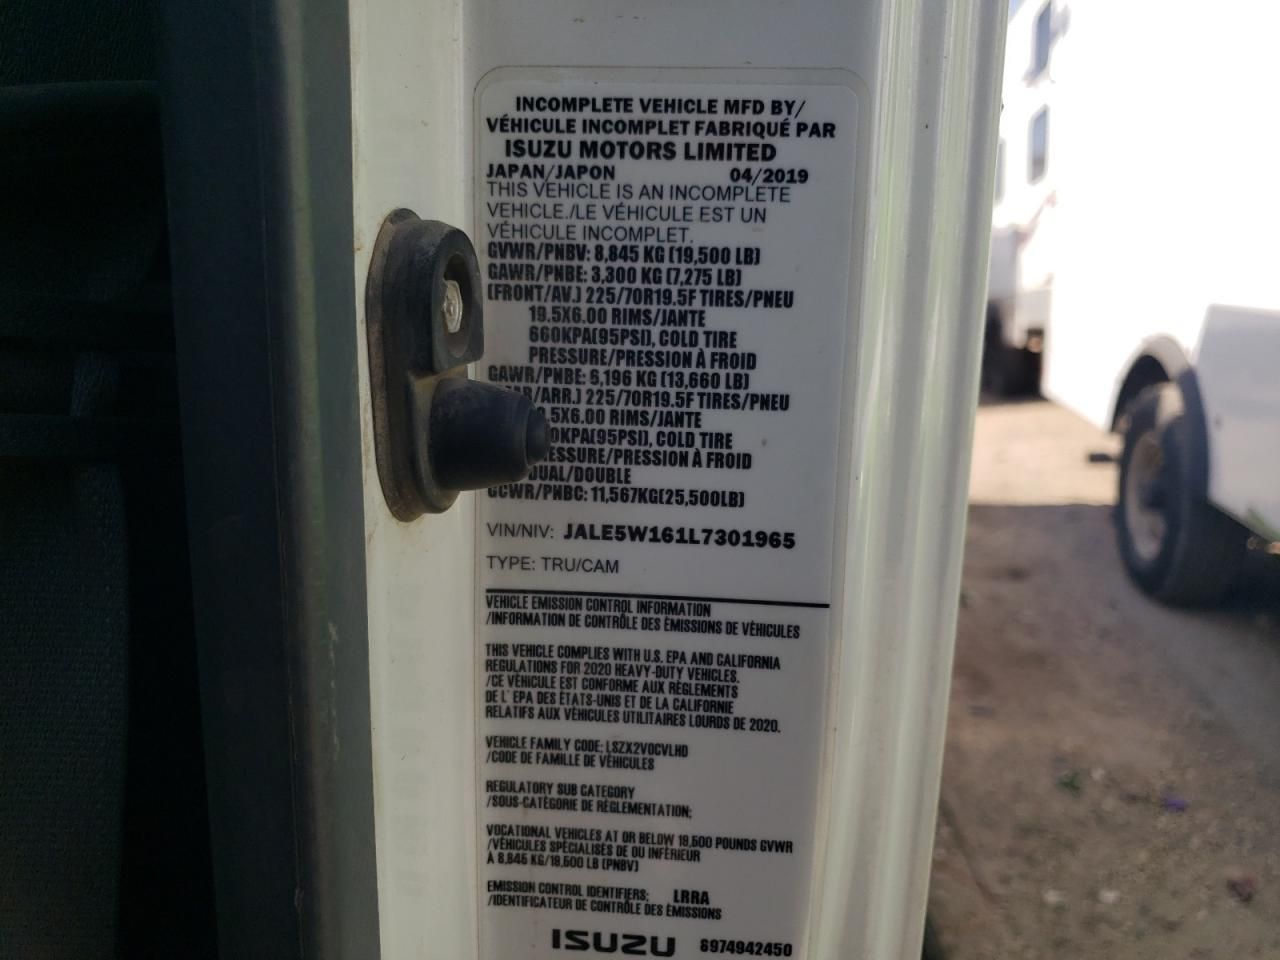 INCOMPLETE VEHICLE MFD BY/
VÉHICULE INCOMPLET FABRIQUÉ PAR
ISUZU MOTORS LIMITED
JAPAN/JAPON 04/2019
THIS VEHICLE IS AN INCOMPLETE
VEHICLE./LE VÉHICULE EST UN
VÉHICULE INCOMPLET.
GVWR/PNBV: 8,845 KG (19,500 LB)
GAWR/PNBE: 3,300 KG (7,275 LB)
(FRONT/AV.) 225/70R19.5F TIRES/PNEU
19.5X6.00 RIMS/JANTE
660KPA(95PSI), COLD TIRE
PRESSURE/PRESSION À FROID
GAWR/PNBE: 6,196 KG (13,660 LB)
/ARR.) 225/70R19.5F TIRES/PNEU
.5X6.00 RIMS/JANTE
0KPA(95PSI), COLD TIRE
ESSURE/PRESSION À FROID
DUAL/DOUBLE
GCWR/PNBC: 11,567KG(25,500LB)
VIN/NIV: JALE5W161L7301965
TYPE: TRU/CAM
VEHICLE EMISSION CONTROL INFORMATION
/INFORMATION DE CONTRÔLE DES ÉMISSIONS DE VÉHICULES
THIS VEHICLE COMPLIES WITH U.S. EPA AND CALIFORNIA
REGULATIONS FOR 2020 HEAVY-DUTY VEHICLES.
/CE VÉHICULE EST CONFORME AUX RÈGLEMENTS
DE L'EPA DES ÉTATS-UNIS ET DE LA CALIFORNIE
RELATIFS AUX VÉHICULES UTILITAIRES LOURDS DE 2020.
VEHICLE FAMILY CODE: LSZX2VOCVLHD
/CODE DE FAMILLE DE VÉHICULES
REGULATORY SUB CATEGORY
/SOUS-CATÉGORIE DE RÉGLEMENTATION;
VOCATIONAL VEHICLES AT OR BELOW 19,500 POUNDS GVWR
/VÉHICULES SPÉCIALISÉS DE OU INFÉRIEUR
À 8,845 KG/19,500 LB (PNBV)
EMISSION CONTROL IDENTIFIERS; LRRA
/IDENTIFICATEUR DE CONTRÔLE DES ÉMISSIONS
ISUZU 6974942450